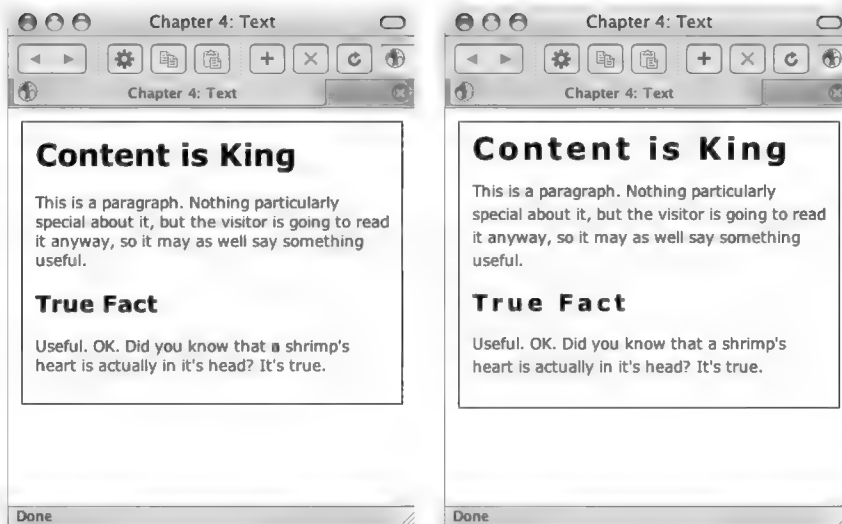 Chapter 4: Text
Chapter 4: Text
Content is King
This is a paragraph. Nothing particularly
special about it, but the visitor is going to read
it anyway, so it may as well say something
useful.
True Fact
Useful. OK. Did you know that a shrimp's
heart is actually in it's head? It's true.
Done
Chapter 4: Text
Chapter 4: Text
Content is King
This is a paragraph. Nothing particularly
special about it, but the visitor is going to read
it anyway, so it may as well say something
useful.
True Fact
Useful. OK. Did you know that a shrimp's
heart is actually in it's head? It's true.
Done